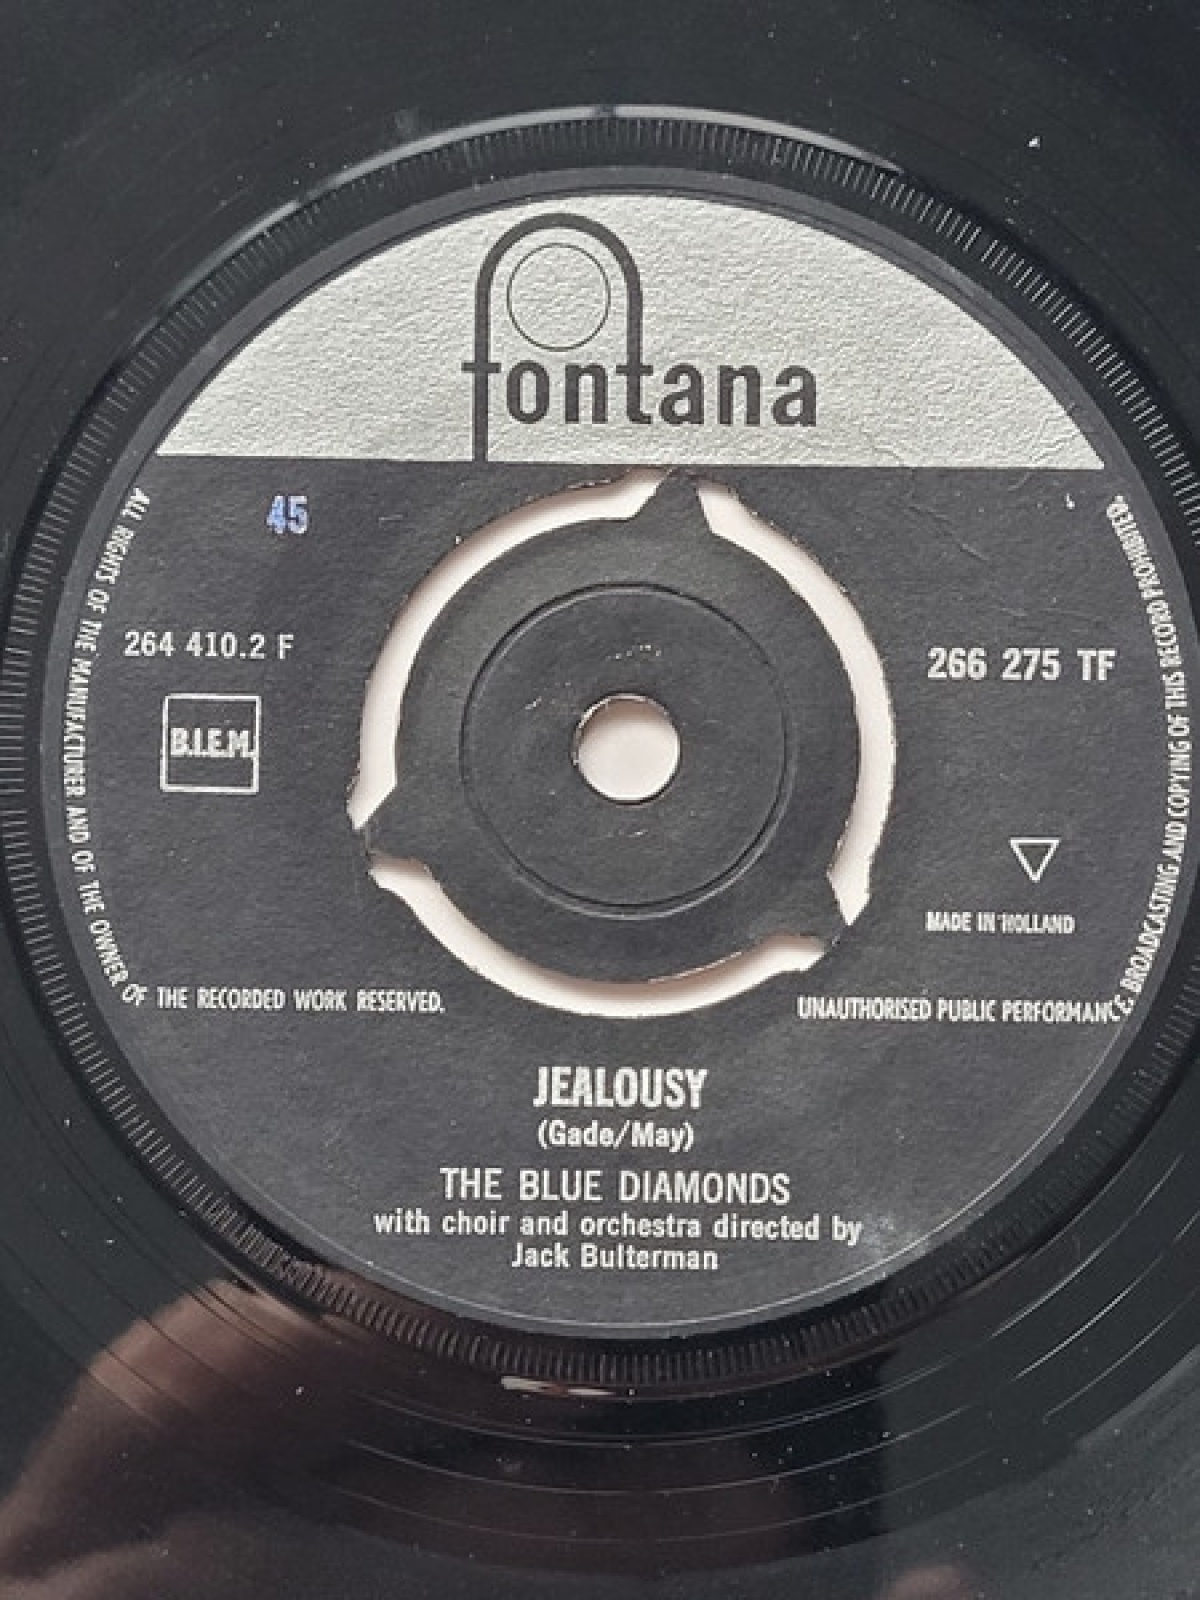 fontana
45
264 410.2 F
B.I.E.M.
266 275 TF
MADE IN HOLLAND
ALL RIGHTS OF THE MANUFACTURER AND OF THE OWNER OF THE RECORDED WORK RESERVED.
UNAUTHORISED PUBLIC PERFORMANCE, BROADCASTING AND COPYING OF THIS RECORD PROHIBITED.
JEALOUSY
(Gade/May)
THE BLUE DIAMONDS
with choir and orchestra directed by
Jack Bulterman